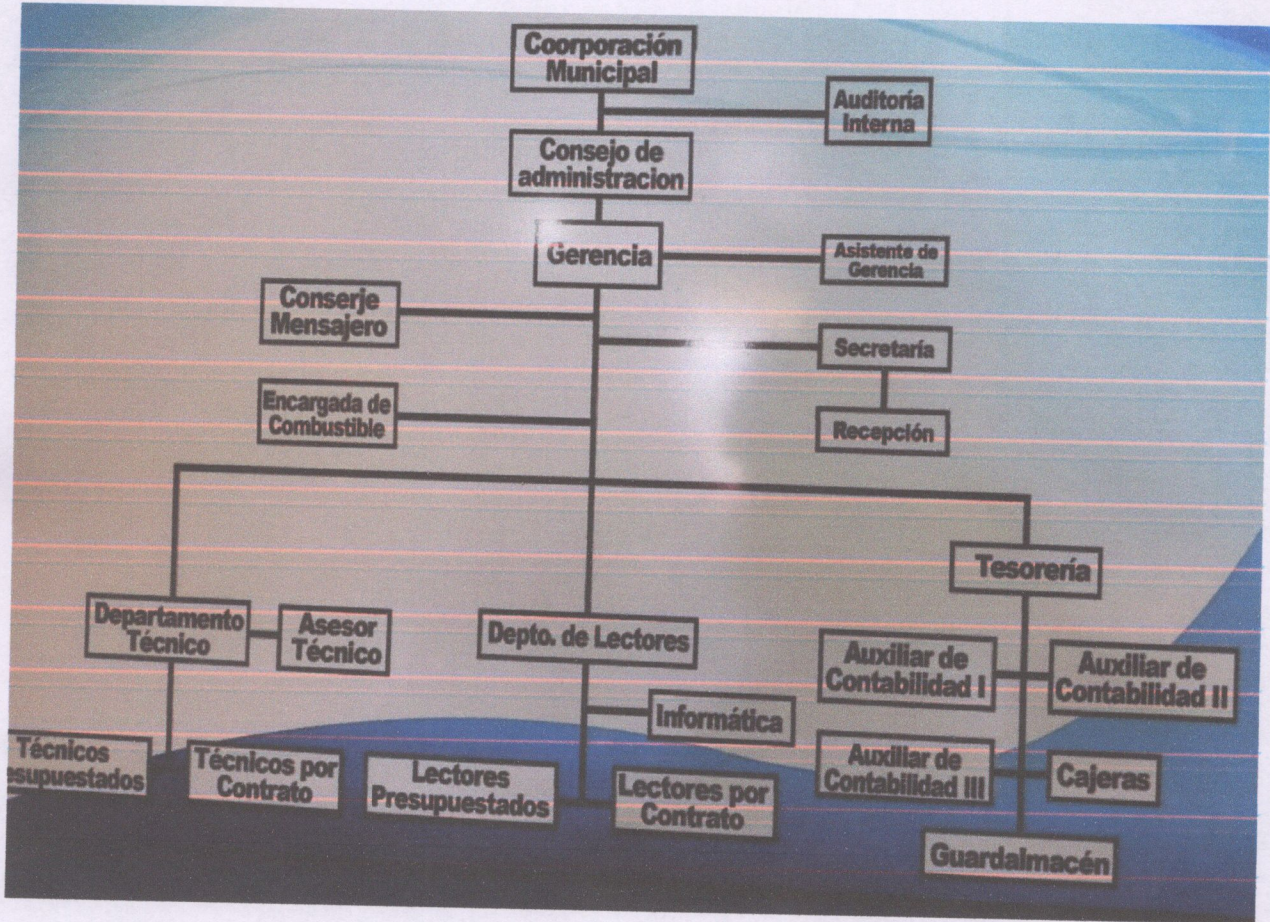 Coorporación
Municipal
Auditoría
Interna
Consejo de
administracion
Gerencia
Asistente de
Gerencia
Conserje
Mensajero
Secretaría
Encargada de
Combustible
Recepción
Tesorería
Departamento
Técnico
Asesor
Técnico
Depto. de Lectores
Auxiliar de
Contabilidad I
Auxiliar de
Contabilidad II
Informática
Técnicos
esupuestados
Técnicos por
Contrato
Lectores
Presupuestados
Lectores por
Contrato
Auxiliar de
Contabilidad III
Cajeras
Guardalmacén